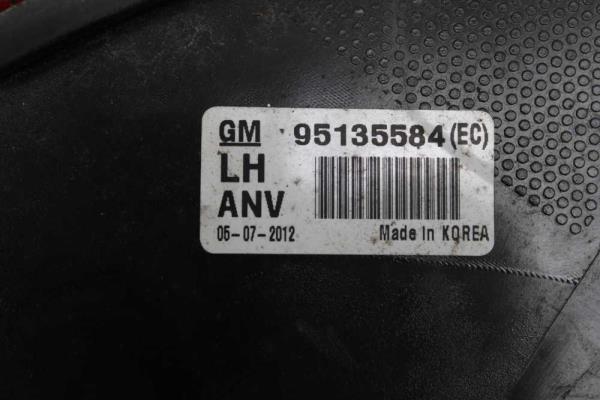 GM 95135584(EC)
LH
ANV
05-07-2012 Made In KOREA